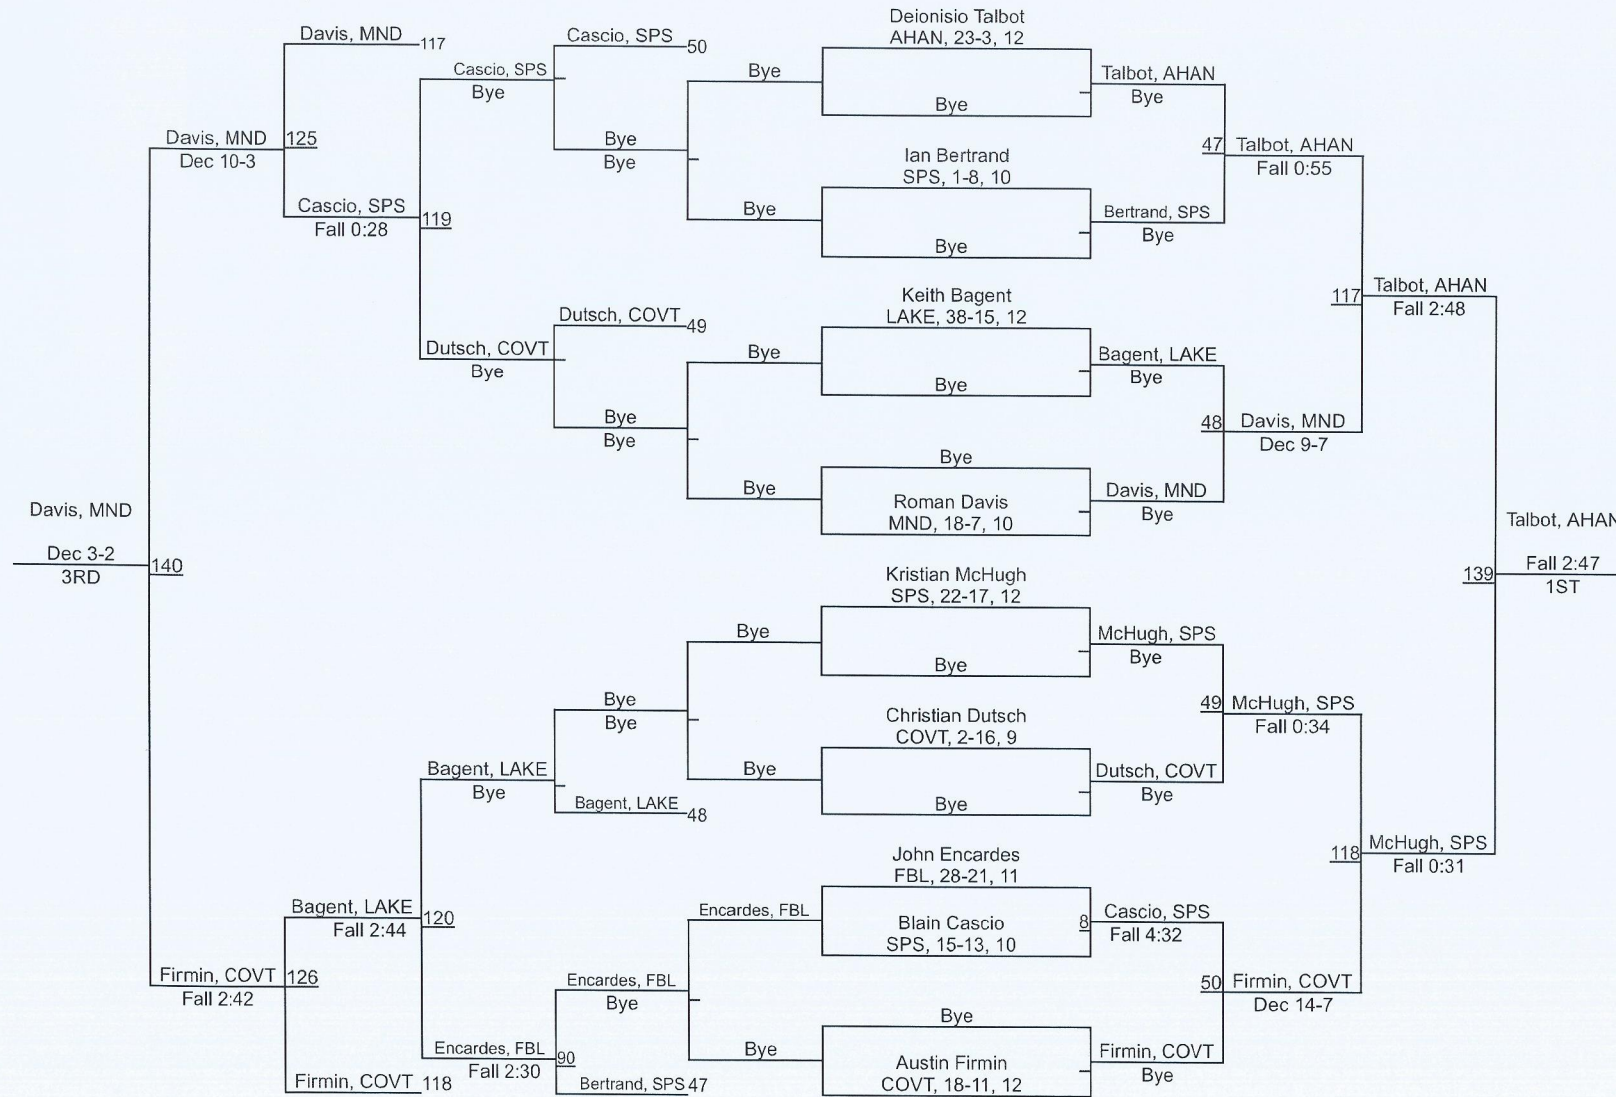 Davis, MND
117
Cascio, SPS
Bye
Cascio, SPS
50
Bye
Deionisio Talbot
AHAN, 23-3, 12
Bye
Talbot, AHAN
Bye
Davis, MND
Dec 10-3
125
Bye
Bye
Ian Bertrand
SPS, 1-8, 10
Bye
Bye
Bertrand, SPS
Bye
47
Talbot, AHAN
Fall 0:55
Cascio, SPS
Fall 0:28
119
Dutsch, COVT
49
Dutsch, COVT
Bye
Bye
Keith Bagent
LAKE, 38-15, 12
Bye
Bagent, LAKE
Bye
117
Talbot, AHAN
Fall 2:48
Bye
Bye
48
Davis, MND
Dec 9-7
Bye
Bye
Roman Davis
MND, 18-7, 10
Davis, MND
Bye
Davis, MND
Dec 3-2
3RD
140
Talbot, AHAN
139
Fall 2:47
1ST
Kristian McHugh
SPS, 22-17, 12
Bye
Bye
McHugh, SPS
Bye
Bye
Bye
Christian Dutsch
COVT, 2-16, 9
49
McHugh, SPS
Fall 0:34
Bagent, LAKE
Bye
Bye
Bye
Dutsch, COVT
Bye
Bagent, LAKE
48
118
McHugh, SPS
Fall 0:31
John Encardes
FBL, 28-21, 11
Bagent, LAKE
Fall 2:44
120
Encardes, FBL
Blain Cascio
SPS, 15-13, 10
8
Cascio, SPS
Fall 4:32
Firmin, COVT
Fall 2:42
126
Encardes, FBL
Bye
50
Firmin, COVT
Dec 14-7
Bye
Encardes, FBL
Fall 2:30
90
Bye
Austin Firmin
COVT, 18-11, 12
Firmin, COVT
Bye
Firmin, COVT
118
Bertrand, SPS
47